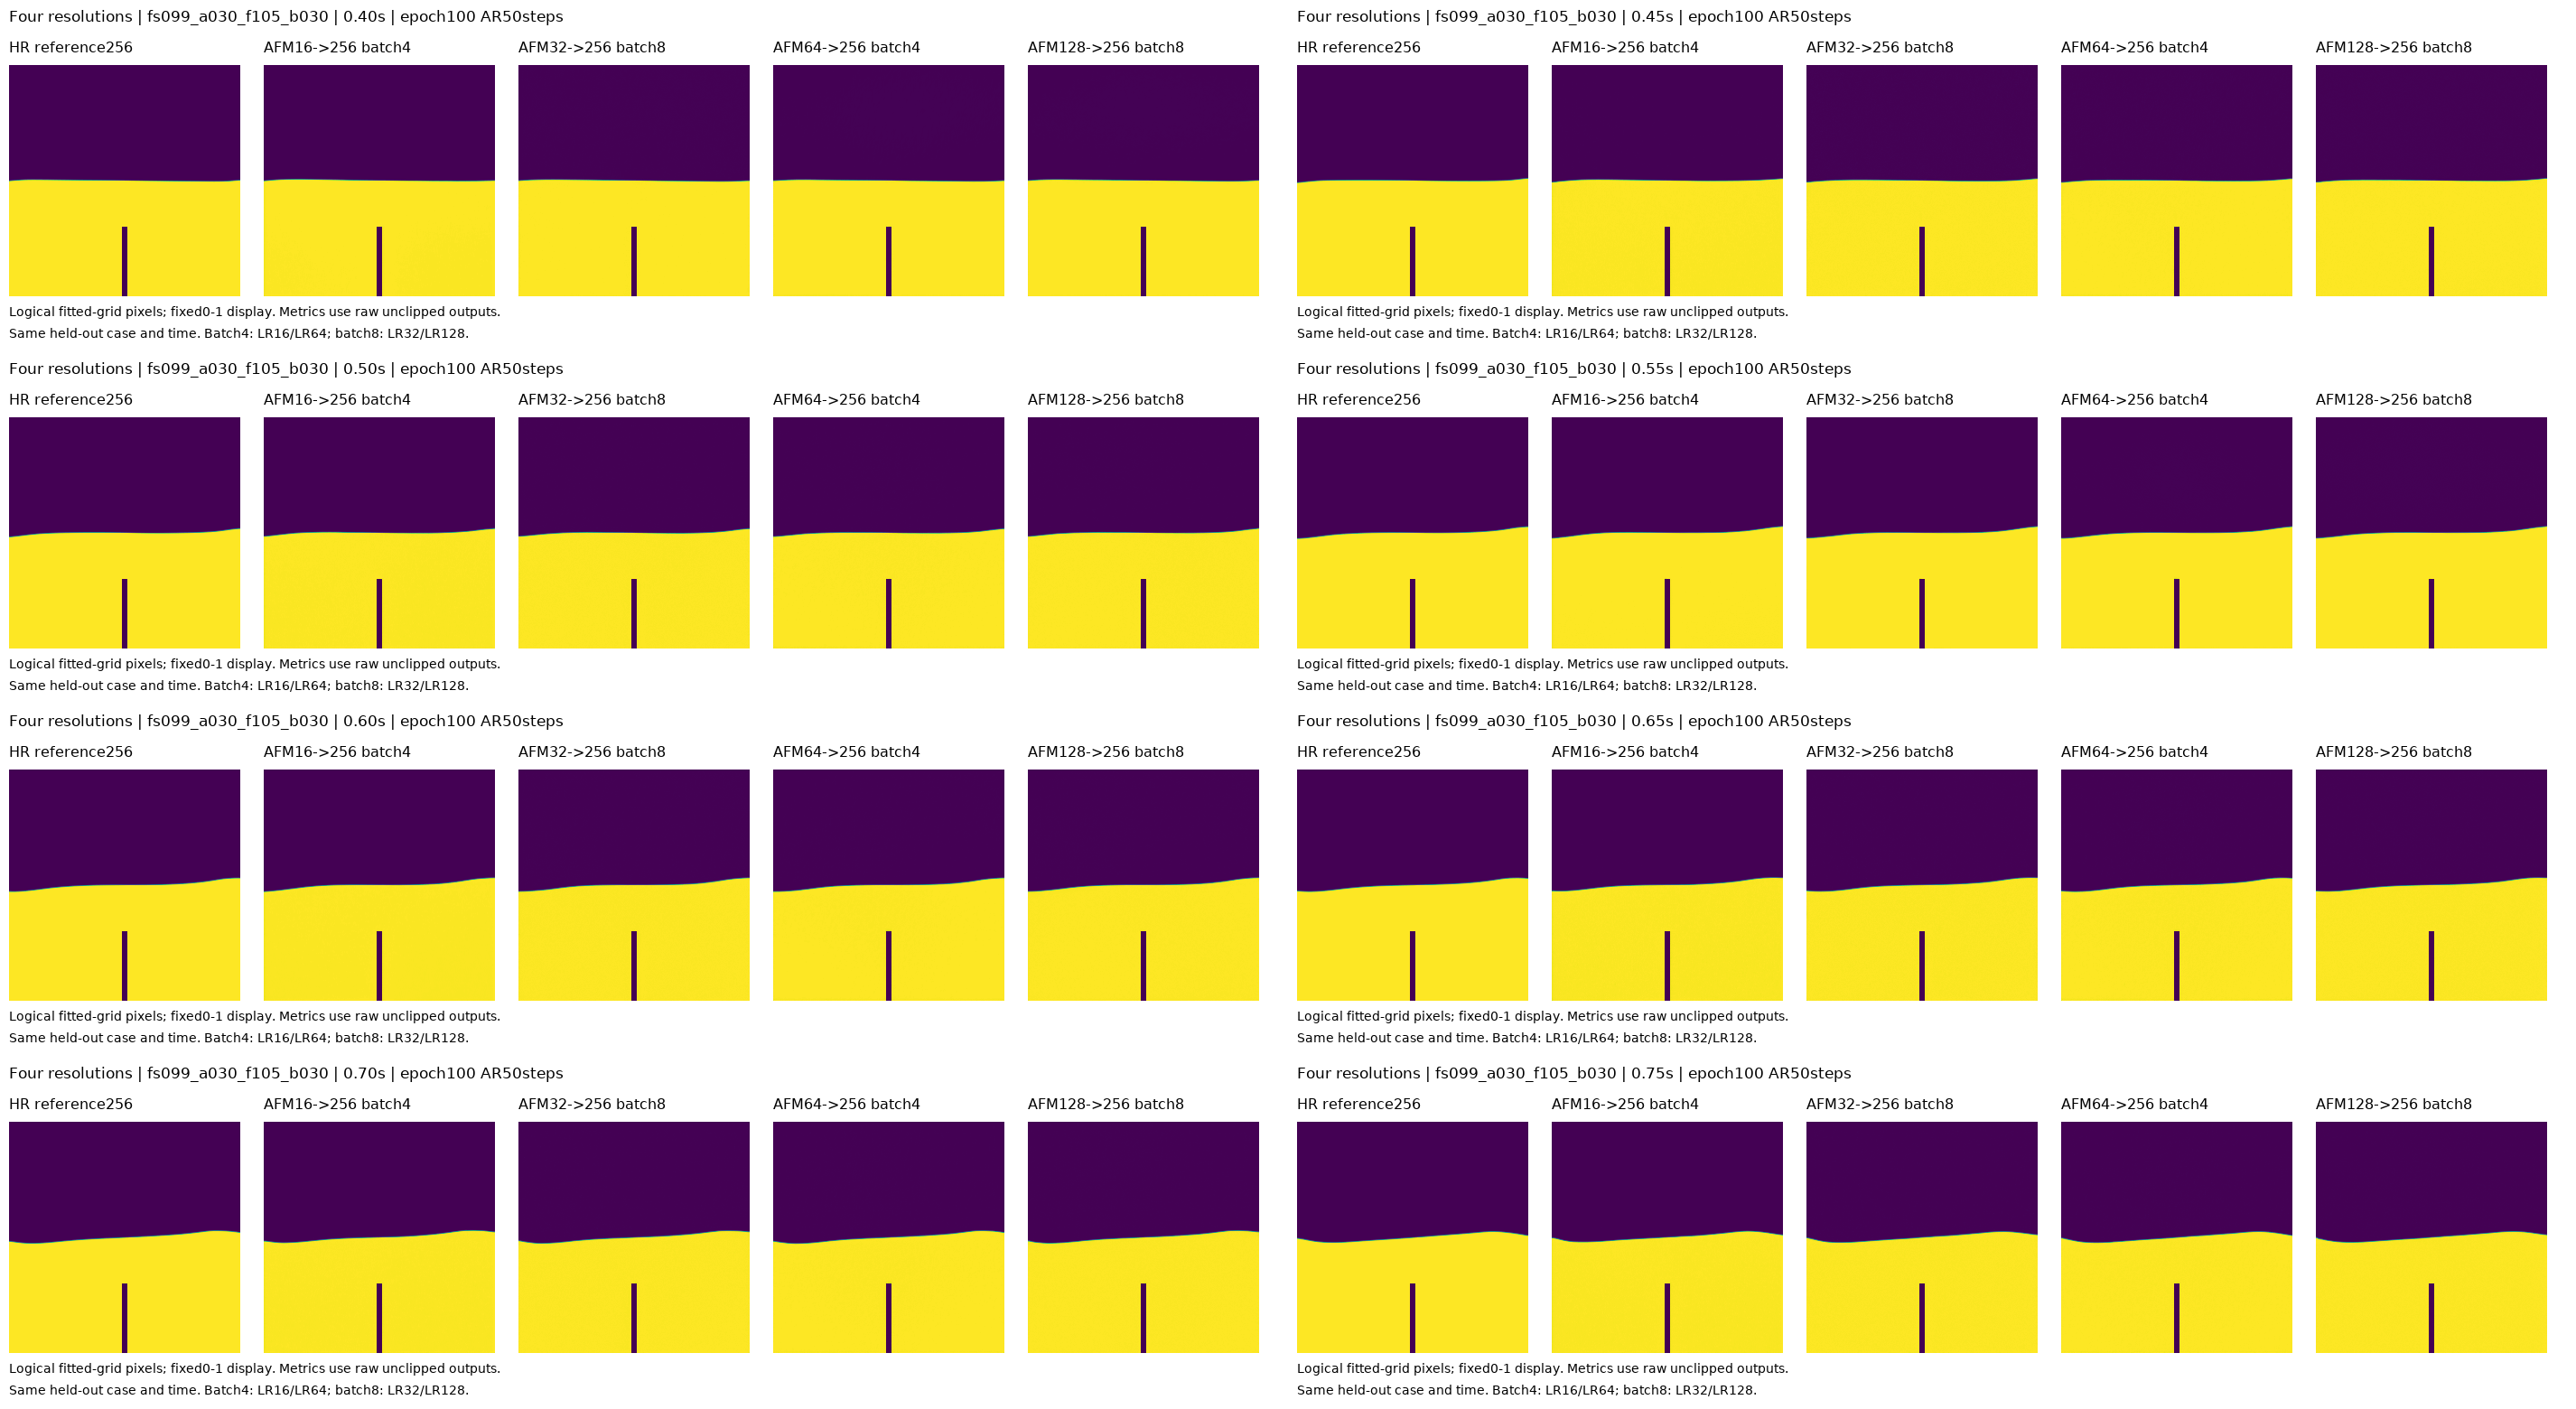 Four resolutions | fs099_a030_f105_b030 | 0.40s | epoch100 AR50steps
HR reference256 AFM16->256 batch4 AFM32->256 batch8 AFM64->256 batch4 AFM128->256 batch8
Logical fitted-grid pixels; fixed0-1 display. Metrics use raw unclipped outputs.
Same held-out case and time. Batch4: LR16/LR64; batch8: LR32/LR128.
Four resolutions | fs099_a030_f105_b030 | 0.45s | epoch100 AR50steps
HR reference256 AFM16->256 batch4 AFM32->256 batch8 AFM64->256 batch4 AFM128->256 batch8
Logical fitted-grid pixels; fixed0-1 display. Metrics use raw unclipped outputs.
Same held-out case and time. Batch4: LR16/LR64; batch8: LR32/LR128.
Four resolutions | fs099_a030_f105_b030 | 0.50s | epoch100 AR50steps
HR reference256 AFM16->256 batch4 AFM32->256 batch8 AFM64->256 batch4 AFM128->256 batch8
Logical fitted-grid pixels; fixed0-1 display. Metrics use raw unclipped outputs.
Same held-out case and time. Batch4: LR16/LR64; batch8: LR32/LR128.
Four resolutions | fs099_a030_f105_b030 | 0.55s | epoch100 AR50steps
HR reference256 AFM16->256 batch4 AFM32->256 batch8 AFM64->256 batch4 AFM128->256 batch8
Logical fitted-grid pixels; fixed0-1 display. Metrics use raw unclipped outputs.
Same held-out case and time. Batch4: LR16/LR64; batch8: LR32/LR128.
Four resolutions | fs099_a030_f105_b030 | 0.60s | epoch100 AR50steps
HR reference256 AFM16->256 batch4 AFM32->256 batch8 AFM64->256 batch4 AFM128->256 batch8
Logical fitted-grid pixels; fixed0-1 display. Metrics use raw unclipped outputs.
Same held-out case and time. Batch4: LR16/LR64; batch8: LR32/LR128.
Four resolutions | fs099_a030_f105_b030 | 0.65s | epoch100 AR50steps
HR reference256 AFM16->256 batch4 AFM32->256 batch8 AFM64->256 batch4 AFM128->256 batch8
Logical fitted-grid pixels; fixed0-1 display. Metrics use raw unclipped outputs.
Same held-out case and time. Batch4: LR16/LR64; batch8: LR32/LR128.
Four resolutions | fs099_a030_f105_b030 | 0.70s | epoch100 AR50steps
HR reference256 AFM16->256 batch4 AFM32->256 batch8 AFM64->256 batch4 AFM128->256 batch8
Logical fitted-grid pixels; fixed0-1 display. Metrics use raw unclipped outputs.
Same held-out case and time. Batch4: LR16/LR64; batch8: LR32/LR128.
Four resolutions | fs099_a030_f105_b030 | 0.75s | epoch100 AR50steps
HR reference256 AFM16->256 batch4 AFM32->256 batch8 AFM64->256 batch4 AFM128->256 batch8
Logical fitted-grid pixels; fixed0-1 display. Metrics use raw unclipped outputs.
Same held-out case and time. Batch4: LR16/LR64; batch8: LR32/LR128.